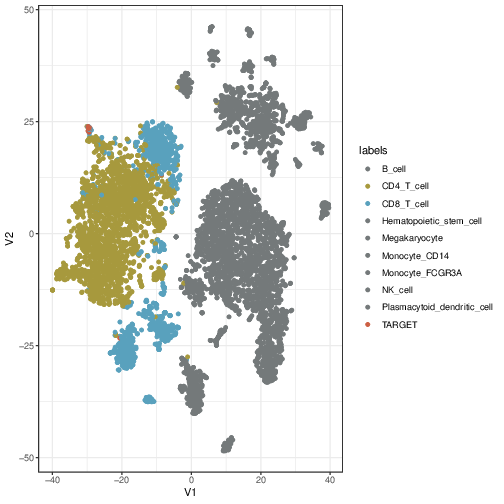 50
25
0
−25
−50
V2
−40
−20
0
20
40
V1
labels
B_cell
CD4_T_cell
CD8_T_cell
Hematopoietic_stem_cell
Megakaryocyte
Monocyte_CD14
Monocyte_FCGR3A
NK_cell
Plasmacytoid_dendritic_cell
TARGET